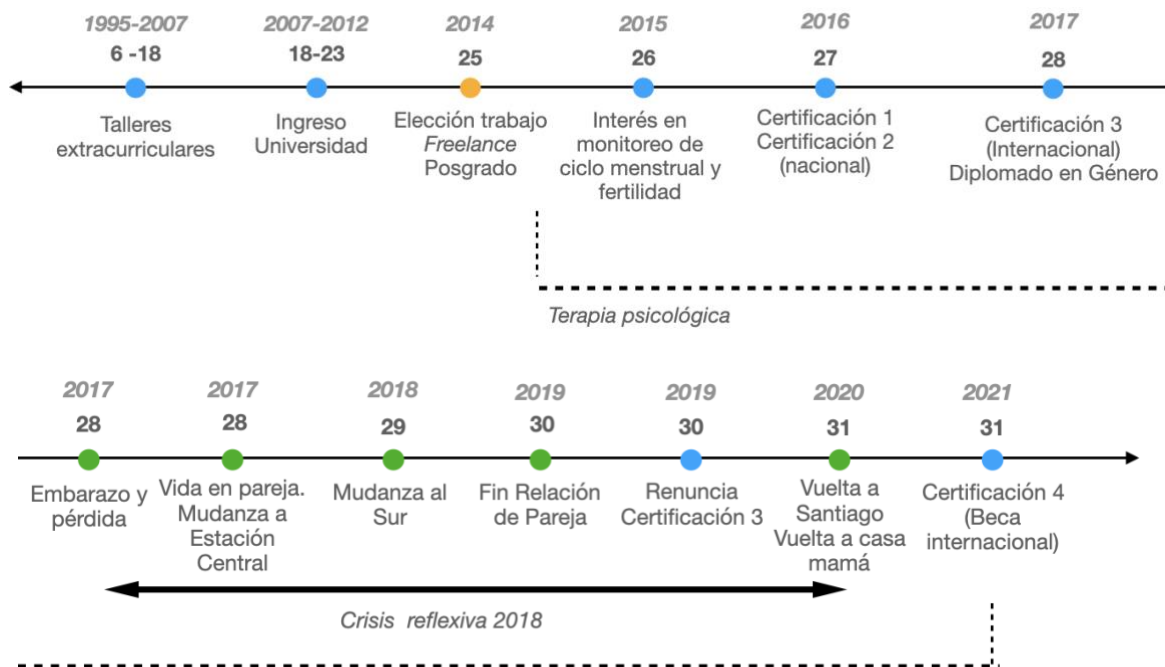 1995-2007 2007-2012 2014 2015 2016 2017
6 -18 18-23 25 26 27 28
Talleres
extracurriculares
Ingreso
Universidad
Elección trabajo
Freelance
Posgrado
Interés en
monitoreo de
ciclo menstrual y
fertilidad
Certificación 1
Certificación 2
(nacional)
Certificación 3
(Internacional)
Diplomado en Género
Terapia psicológica
2017 2017 2018 2019 2019 2020 2021
28 28 29 30 30 31 31
Embarazo y
pérdida
Vida en pareja.
Mudanza a
Estación
Central
Mudanza al
Sur
Fin Relación
de Pareja
Renuncia
Certificación 3
Vuelta a
Santiago
Vuelta a casa
mamá
Certificación 4
(Beca
internacional)
Crisis reflexiva 2018